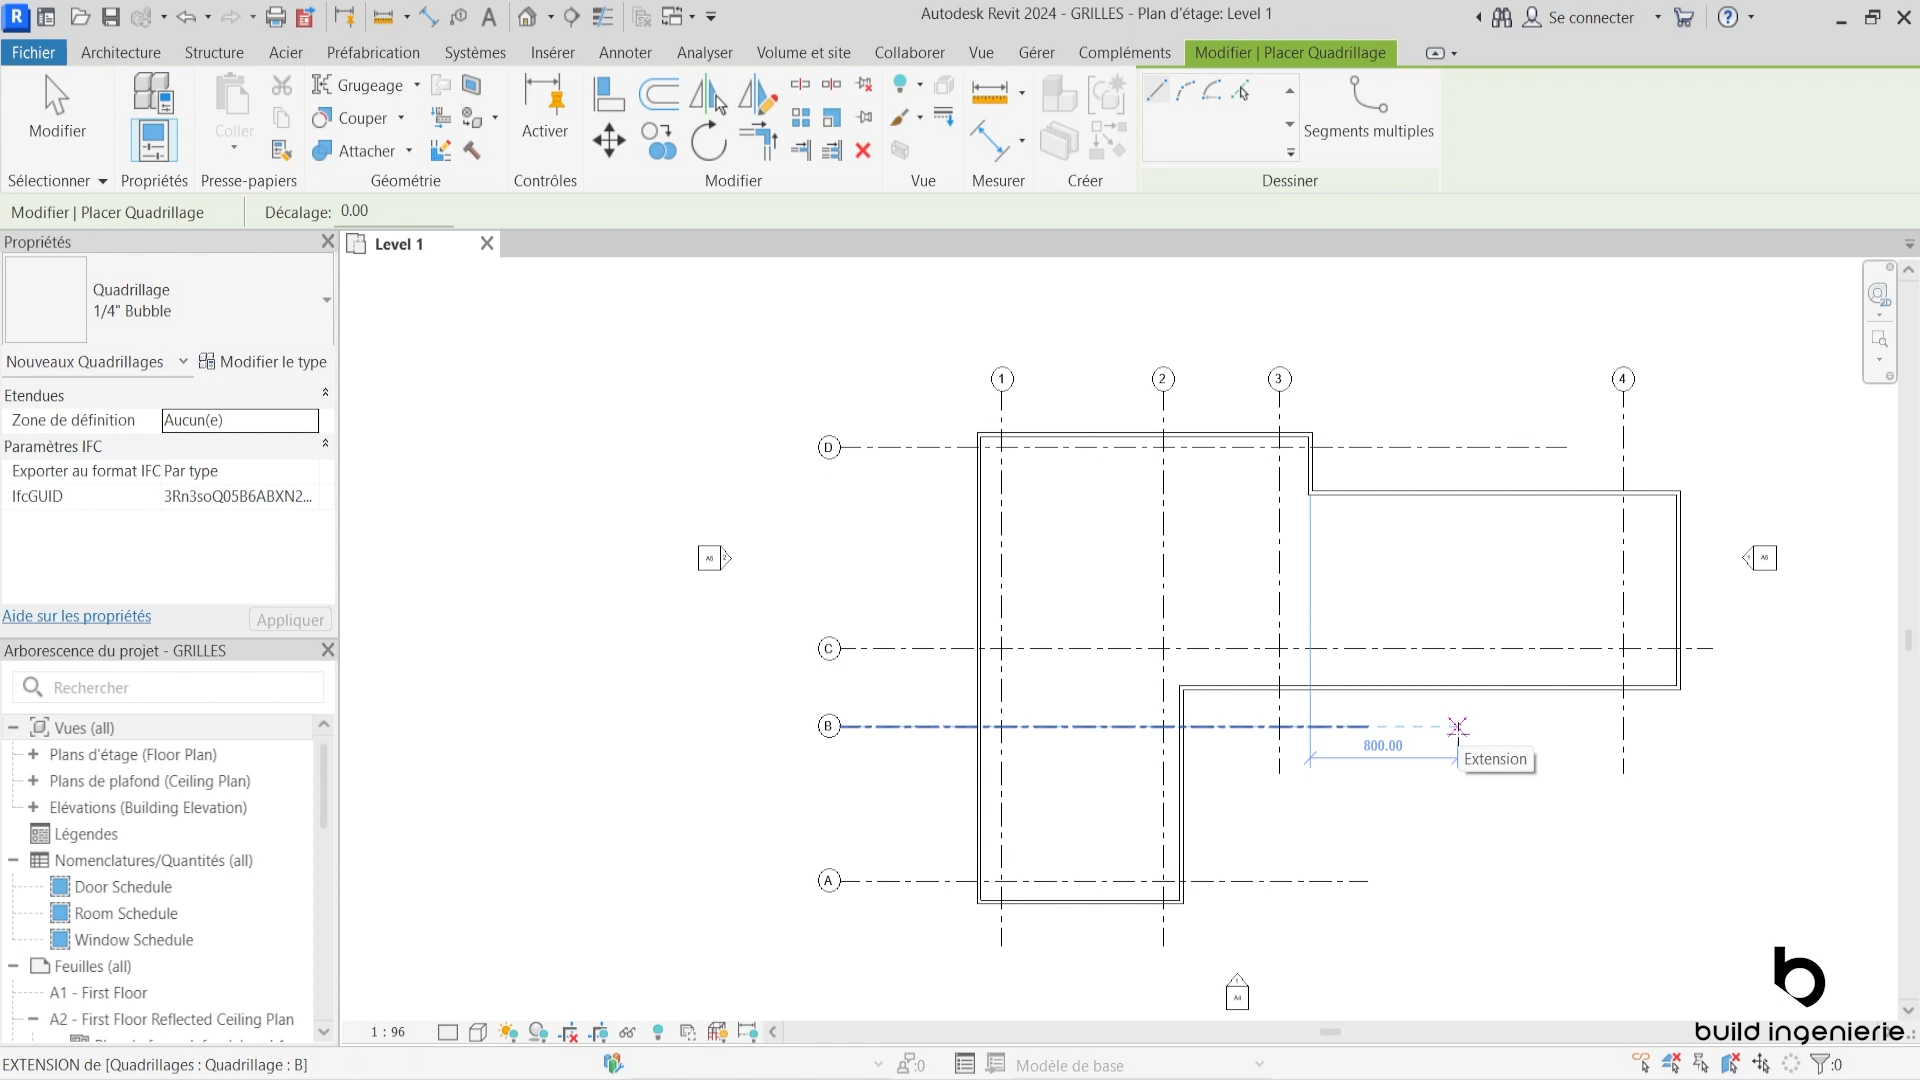 Autodesk Revit 2024 - GRILLES - Plan d'étage: Level 1
Se connecter
Fichier Architecture Structure Acier Préfabrication Systèmes Insérer Annoter Analyser Volume et site Collaborer Vue Gérer Compléments Modifier | Placer Quadrillage
Modifier
Coller
Grugeage
Couper
Attacher
Activer
Segments multiples
Sélectionner Propriétés Presse-papiers Géométrie Contrôles Modifier Vue Mesurer Créer Dessiner
Modifier | Placer Quadrillage Décalage: 0.00
Propriétés
Level 1
Quadrillage
1/4" Bubble
Nouveaux Quadrillages Modifier le type
Etendues
Zone de définition Aucun(e)
Paramètres IFC
Exporter au format IFC Par type
IfcGUID 3Rn3soQ05B6ABXN2...
Aide sur les propriétés Appliquer
Arborescence du projet - GRILLES
Rechercher
Vues (all)
Plans d'étage (Floor Plan)
Plans de plafond (Ceiling Plan)
Elévations (Building Elevation)
Légendes
Nomenclatures/Quantités (all)
Door Schedule
Room Schedule
Window Schedule
Feuilles (all)
A1 - First Floor
A2 - First Floor Reflected Ceiling Plan
2D
1 2 3 4
D
A5 2
1 A5
C
B
800.00
Extension
A
1
A4
build ingenierie
1 : 96
EXTENSION de [Quadrillages : Quadrillage : B]
:0
Modèle de base
:0